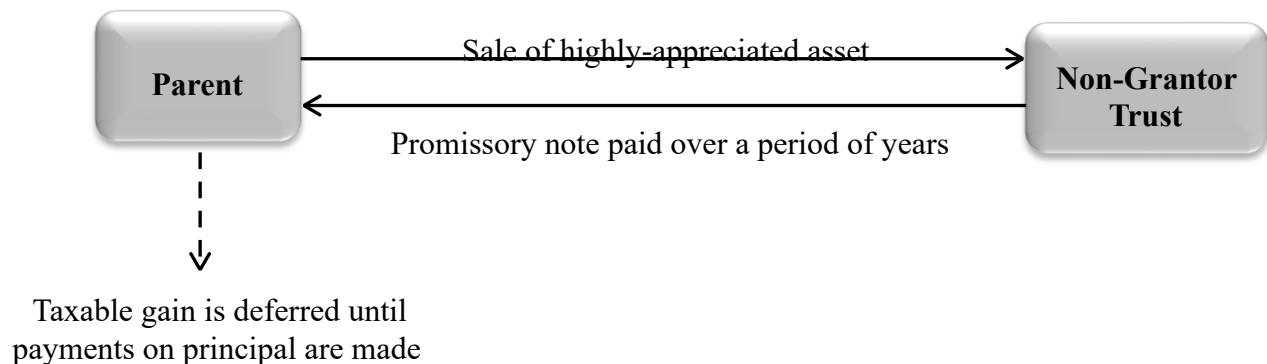 Sale of highly-appreciated asset
Parent
Non-Grantor
Trust
Promissory note paid over a period of years
Taxable gain is deferred until
payments on principal are made